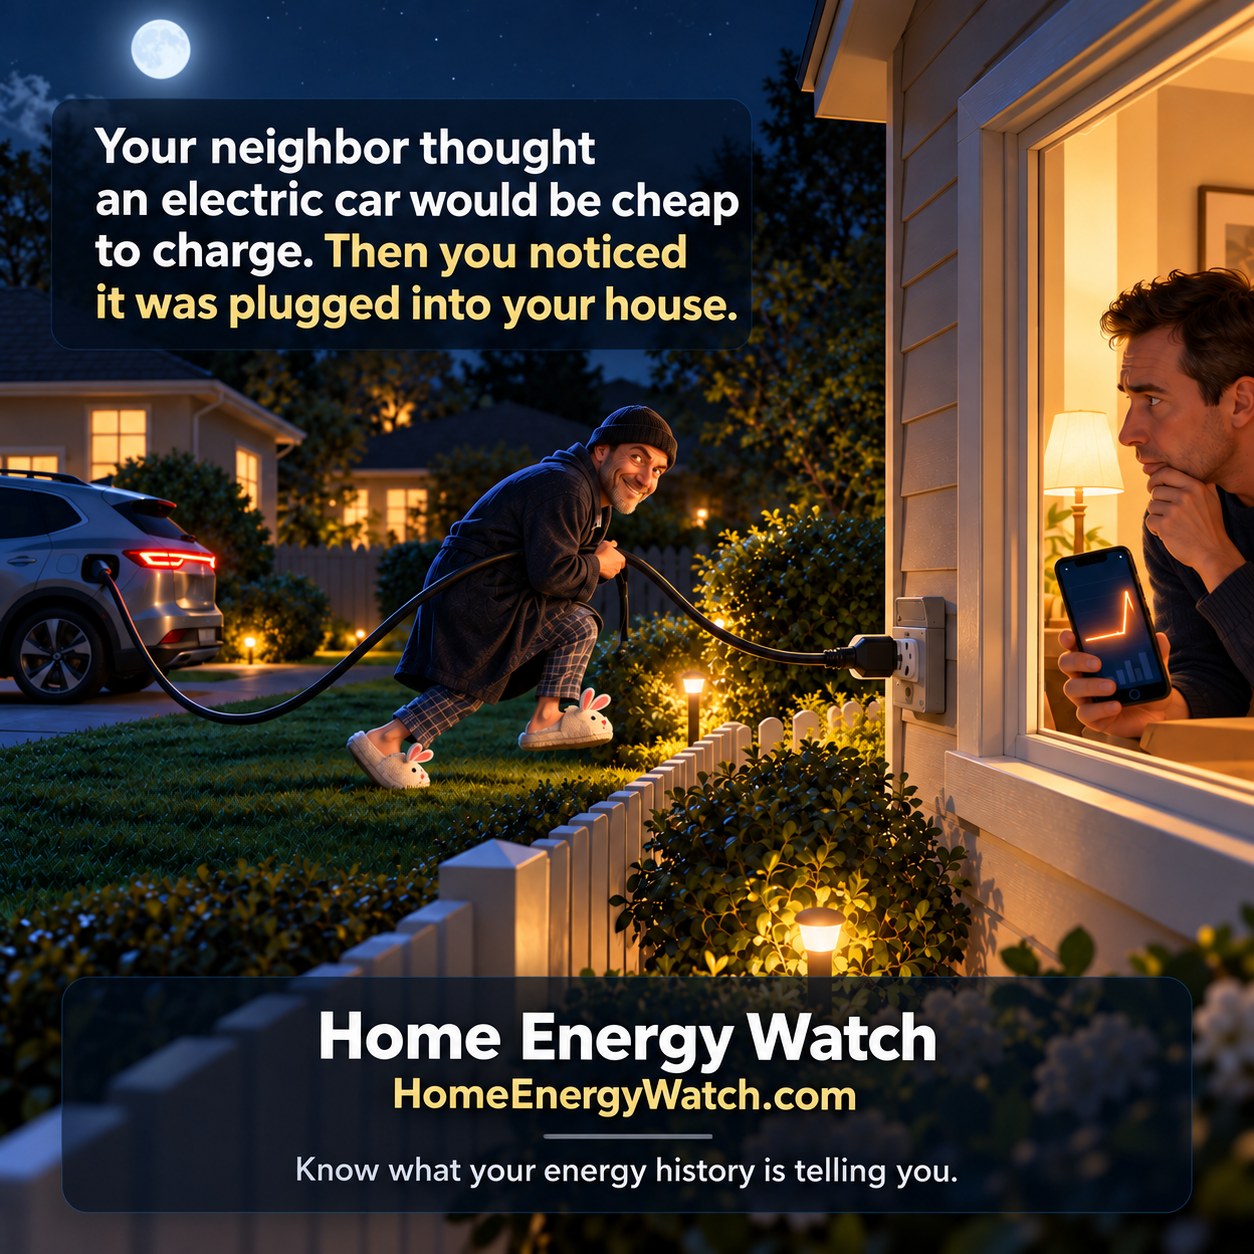 Your neighbor thought
an electric car would be cheap
to charge. Then you noticed
it was plugged into your house.
Home Energy Watch
HomeEnergyWatch.com
Know what your energy history is telling you.